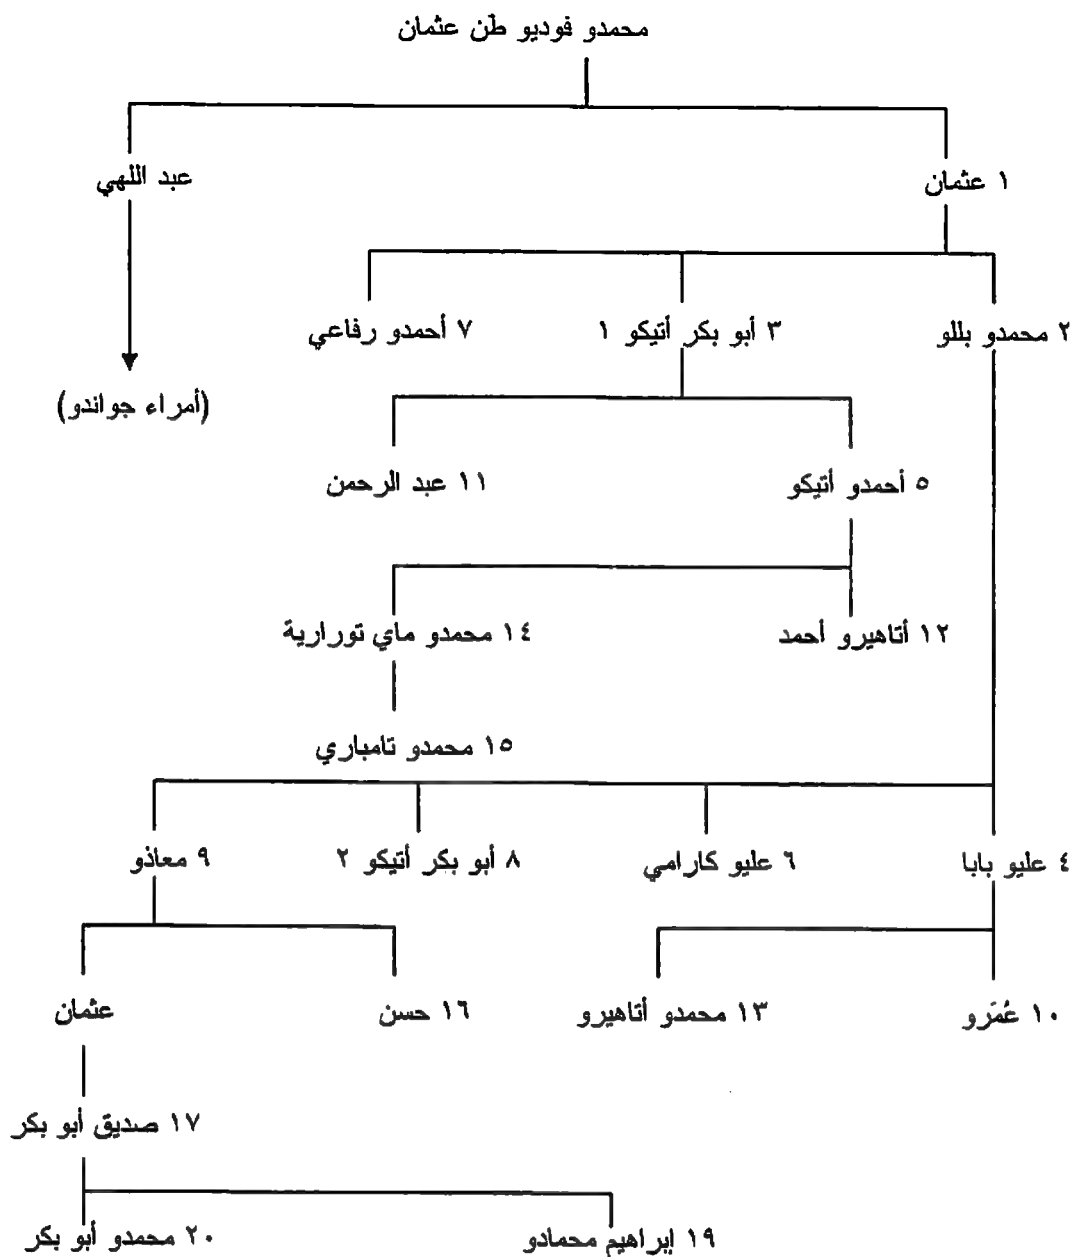 محمدو فوديو طن عثمان
١ عثمان
عبد اللهي
٢ محمدو بللو
٣ أبو بكر أتيكو ١
٧ أحمدو رفاعي
(أمراء جواندو)
٥ أحمدو أتيكو
١١ عبد الرحمن
١٢ أتاهيرو أحمد
١٤ محمدو ماي تورارية
١٥ محمدو تامباري
٤ عليو بابا
٦ عليو كارامي
٨ أبو بكر أتيكو ٢
٩ معاذو
١٠ عُمَرو
١٣ محمدو أتاهيرو
١٦ حسن
عثمان
١٧ صديق أبو بكر
١٩ إبراهيم محمادو
٢٠ محمدو أبو بكر